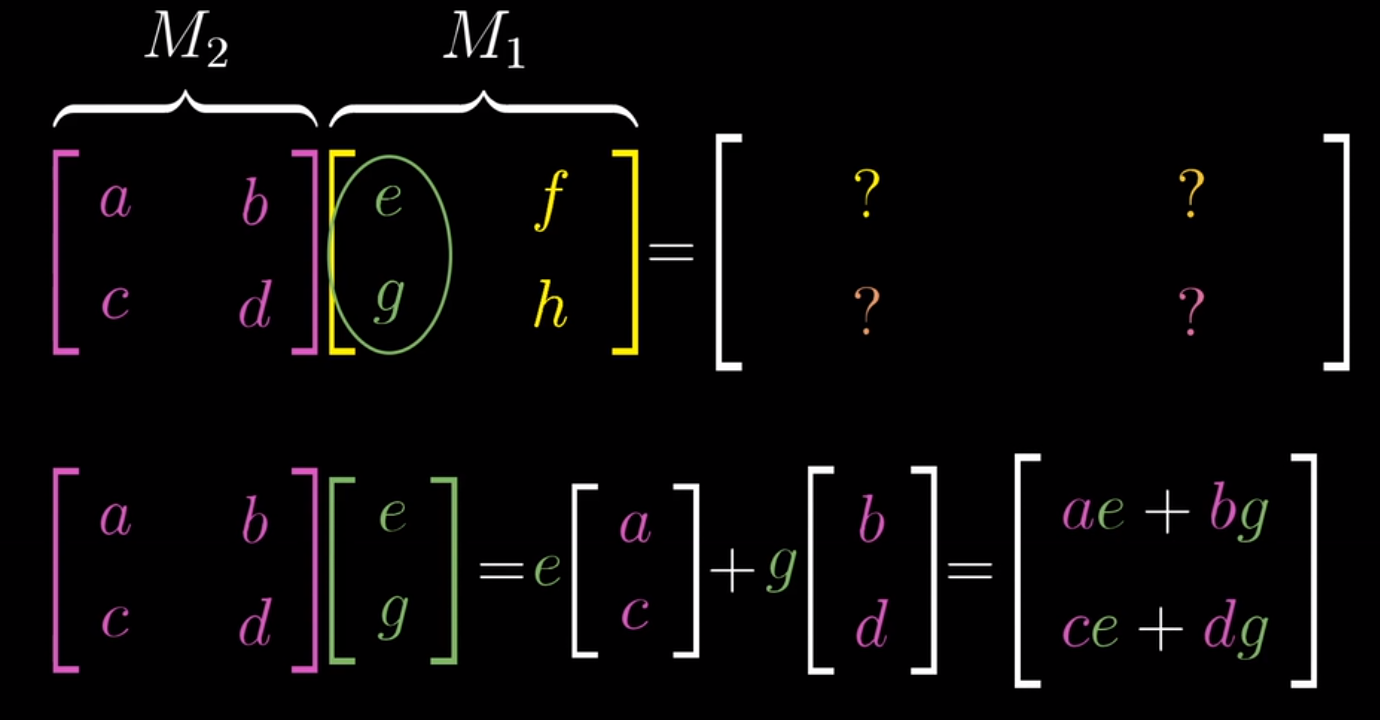 M₂ M₁
[a b; c d] [e f; g h] = [? ?; ? ?]
[a b; c d] [e; g] = e [a; c] + g [b; d] = [ae + bg; ce + dg]